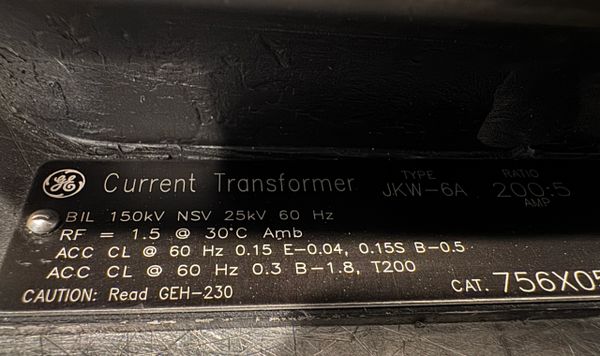 GE Current Transformer TYPE JKW-6A RATIO 200:5 AMP
BIL 150kV NSV 25kV 60 Hz
RF = 1.5 @ 30°C Amb
ACC CL @ 60 Hz 0.15 E-0.04, 0.15S B-0.5
ACC CL @ 60 Hz 0.3 B-1.8, T200
CAUTION: Read GEH-230
CAT. 756X05